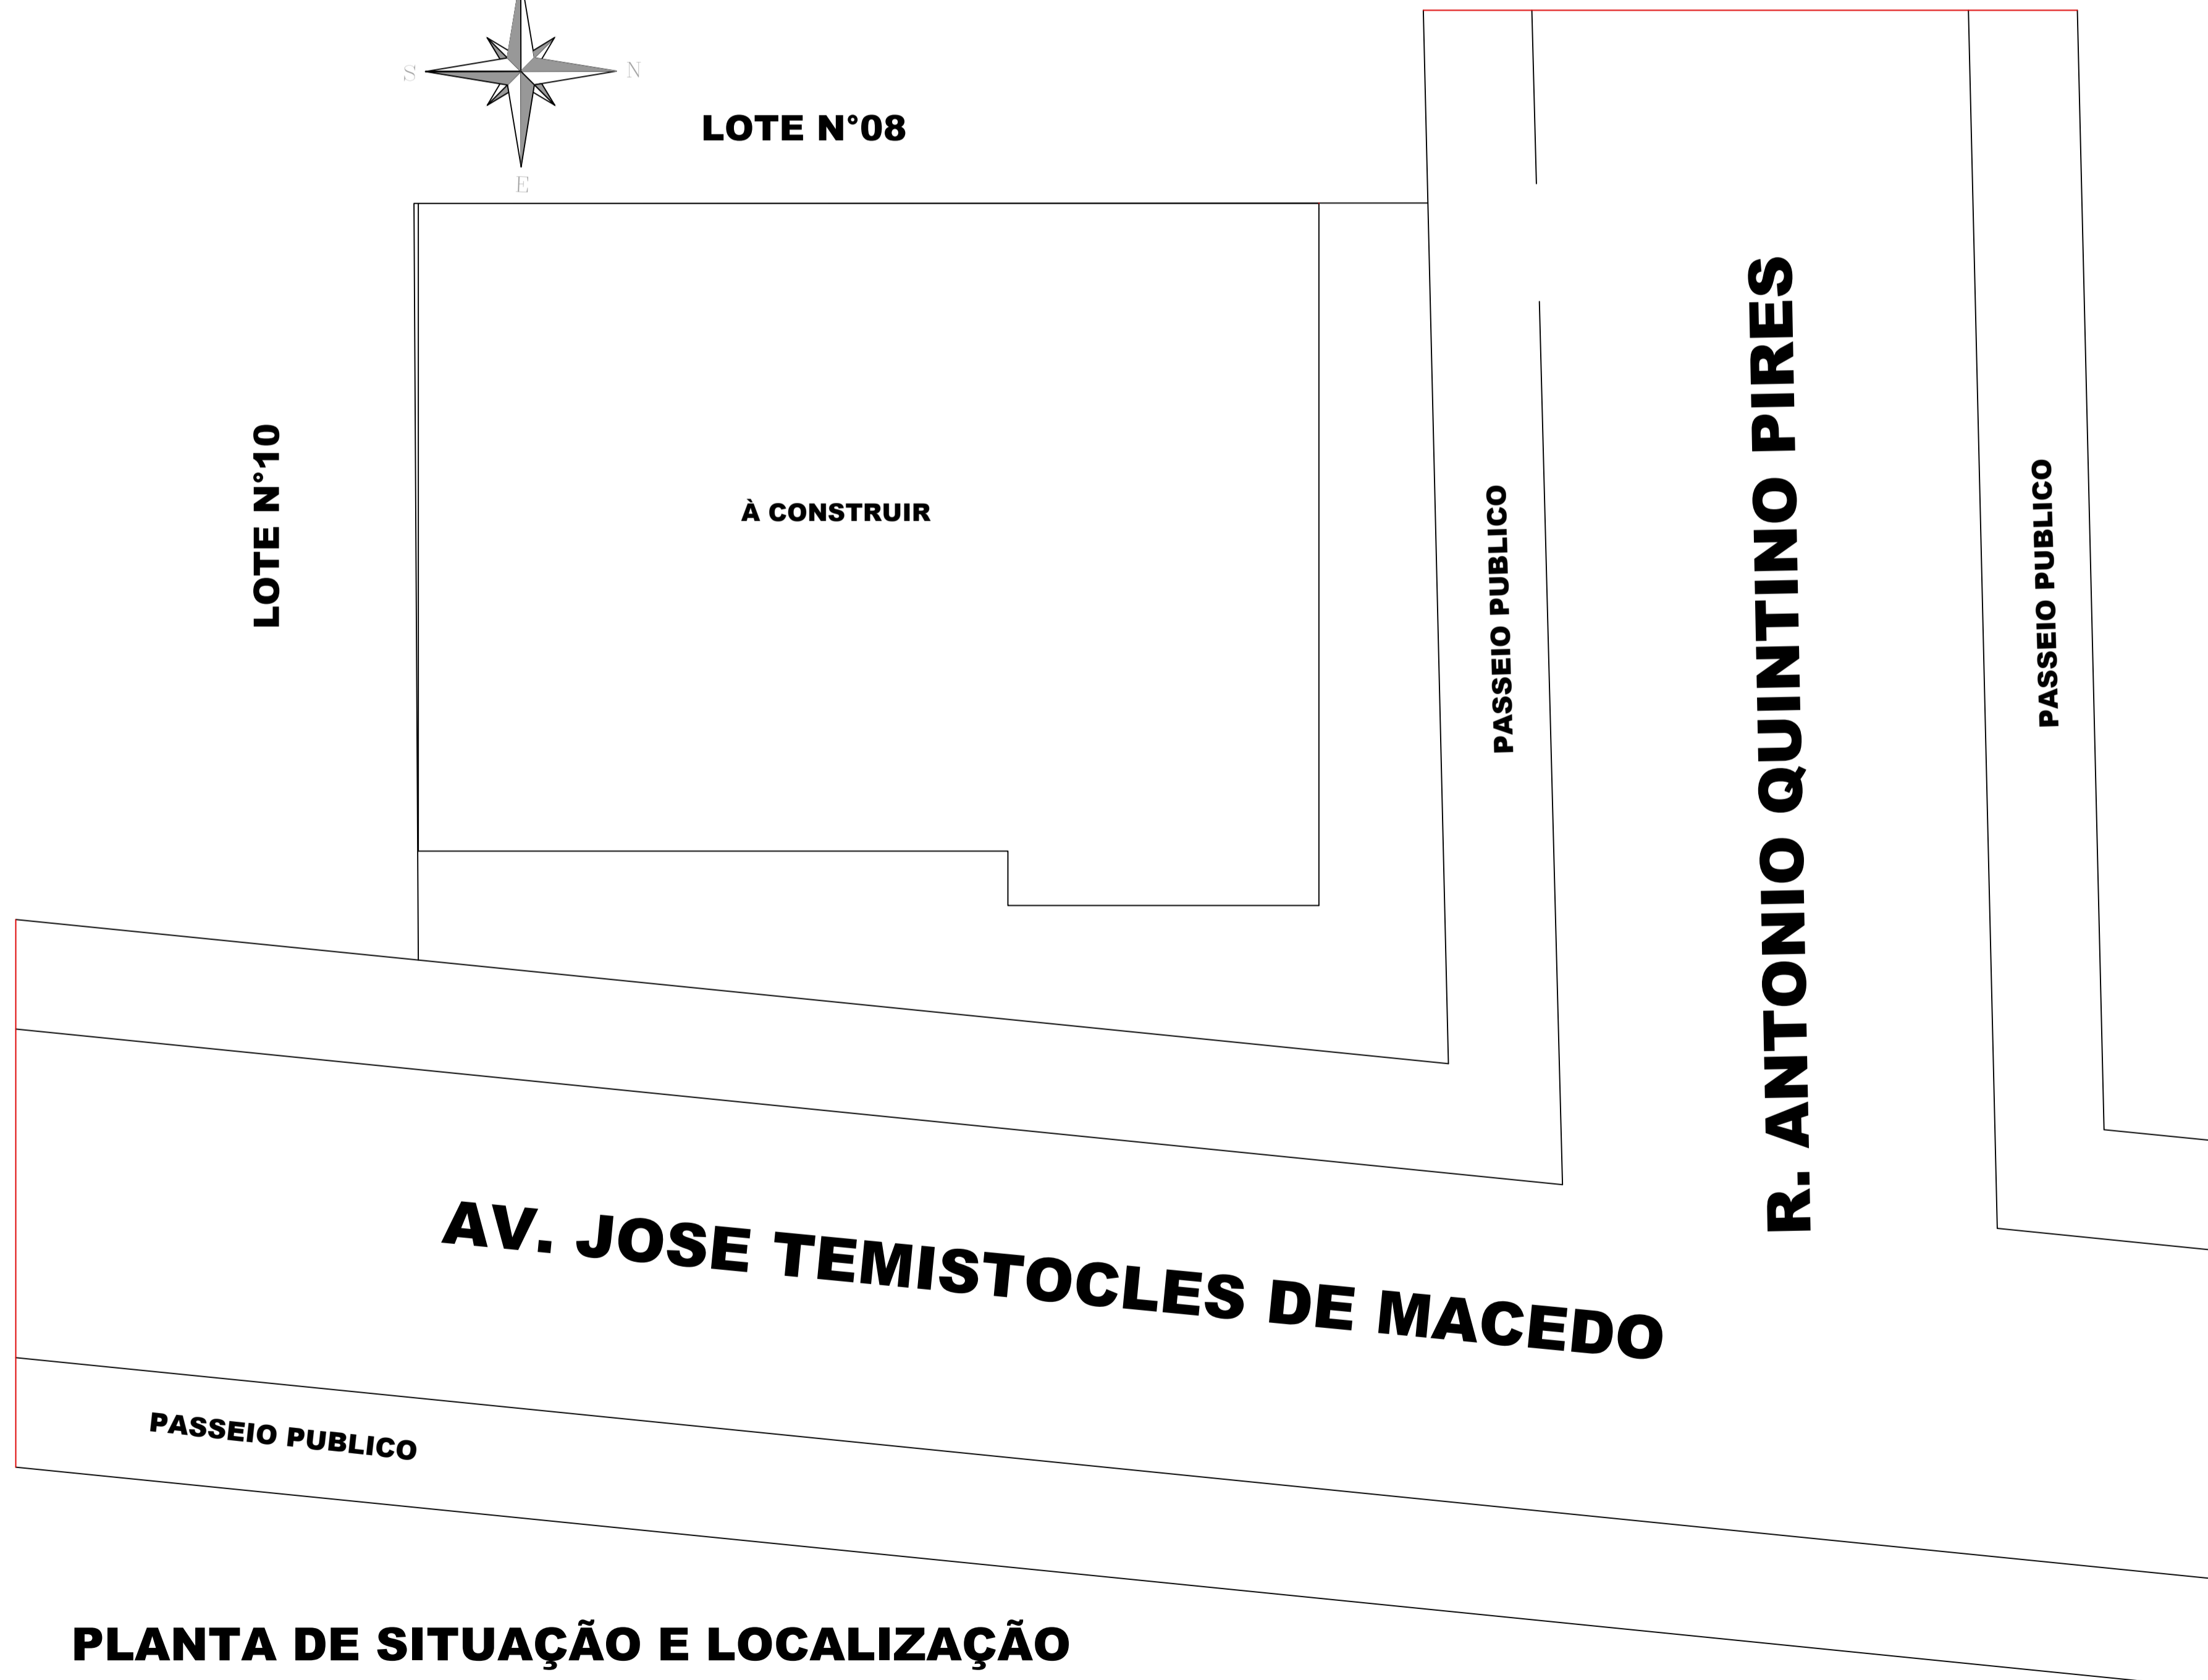 S
N
E
LOTE N°08
LOTE N°10
À CONSTRUIR
PASSEIO PUBLICO
R. ANTONIO QUINTINO PIRES
PASSEIO PUBLICO
AV. JOSE TEMISTOCLES DE MACEDO
PASSEIO PUBLICO
PLANTA DE SITUAÇÃO E LOCALIZAÇÃO